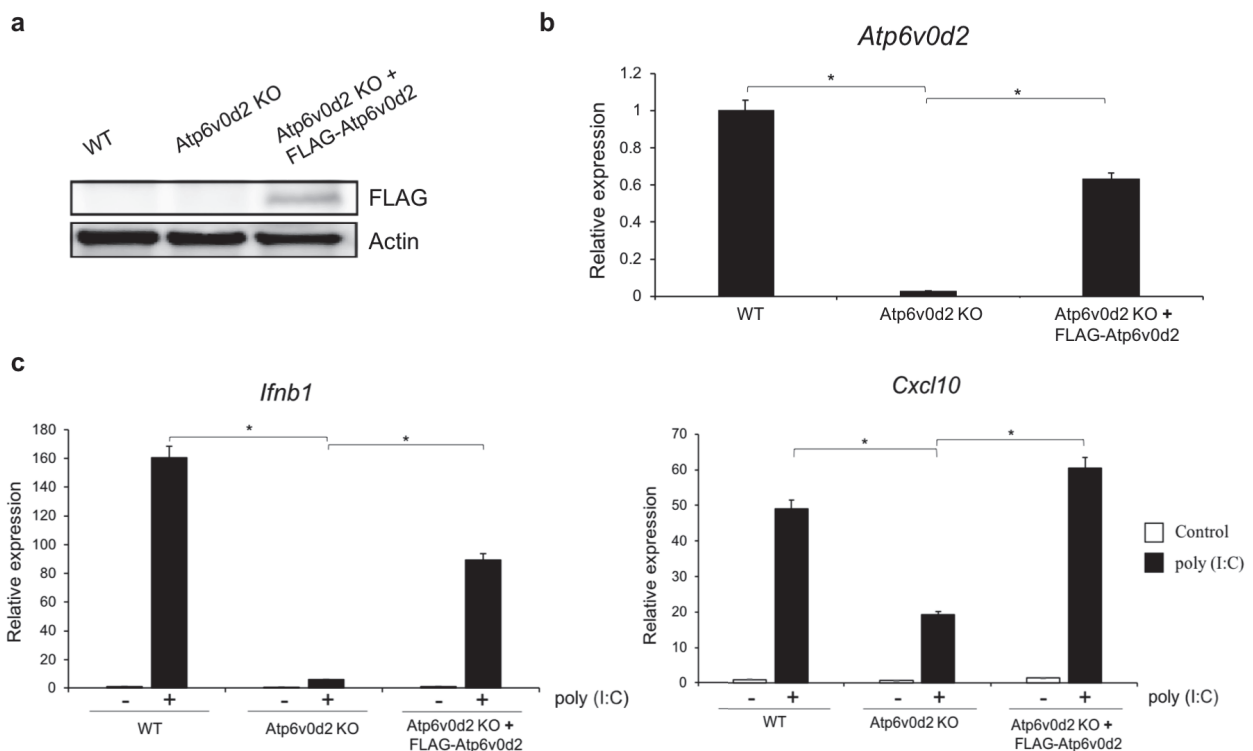 a
WT
Atp6v0d2 KO
Atp6v0d2 KO +
FLAG-Atp6v0d2
FLAG
Actin
b
Atp6v0d2
Relative expression
1.2
1
0.8
0.6
0.4
0.2
0
*
*
WT
Atp6v0d2 KO
Atp6v0d2 KO +
FLAG-Atp6v0d2
c
Ifnb1
Relative expression
180
160
140
120
100
80
60
40
20
0
*
*
- + - + - + poly (I:C)
WT
Atp6v0d2 KO
Atp6v0d2 KO +
FLAG-Atp6v0d2
Cxcl10
Relative expression
70
60
50
40
30
20
10
0
*
*
- + - + - + poly (I:C)
WT
Atp6v0d2 KO
Atp6v0d2 KO +
FLAG-Atp6v0d2
Control
poly (I:C)